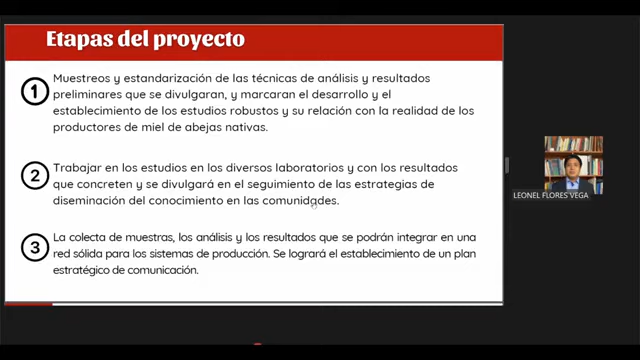 Etapas del proyecto
1
Muestreos y estandarización de las técnicas de análisis y resultados
preliminares que se divulgaran, y marcaran el desarrollo y el
establecimiento de los estudios robustos y su relación con la realidad de los
productores de miel de abejas nativas.
2
Trabajar en los estudios en los diversos laboratorios y con los resultados
que concreten y se divulgará en el seguimiento de las estrategias de
diseminación del conocimiento en las comunidades.
3
La colecta de muestras, los análisis y los resultados que se podrán integrar en una
red sólida para los sistemas de producción. Se logrará el establecimiento de un plan
estratégico de comunicación.
LEONEL FLORES VEGA